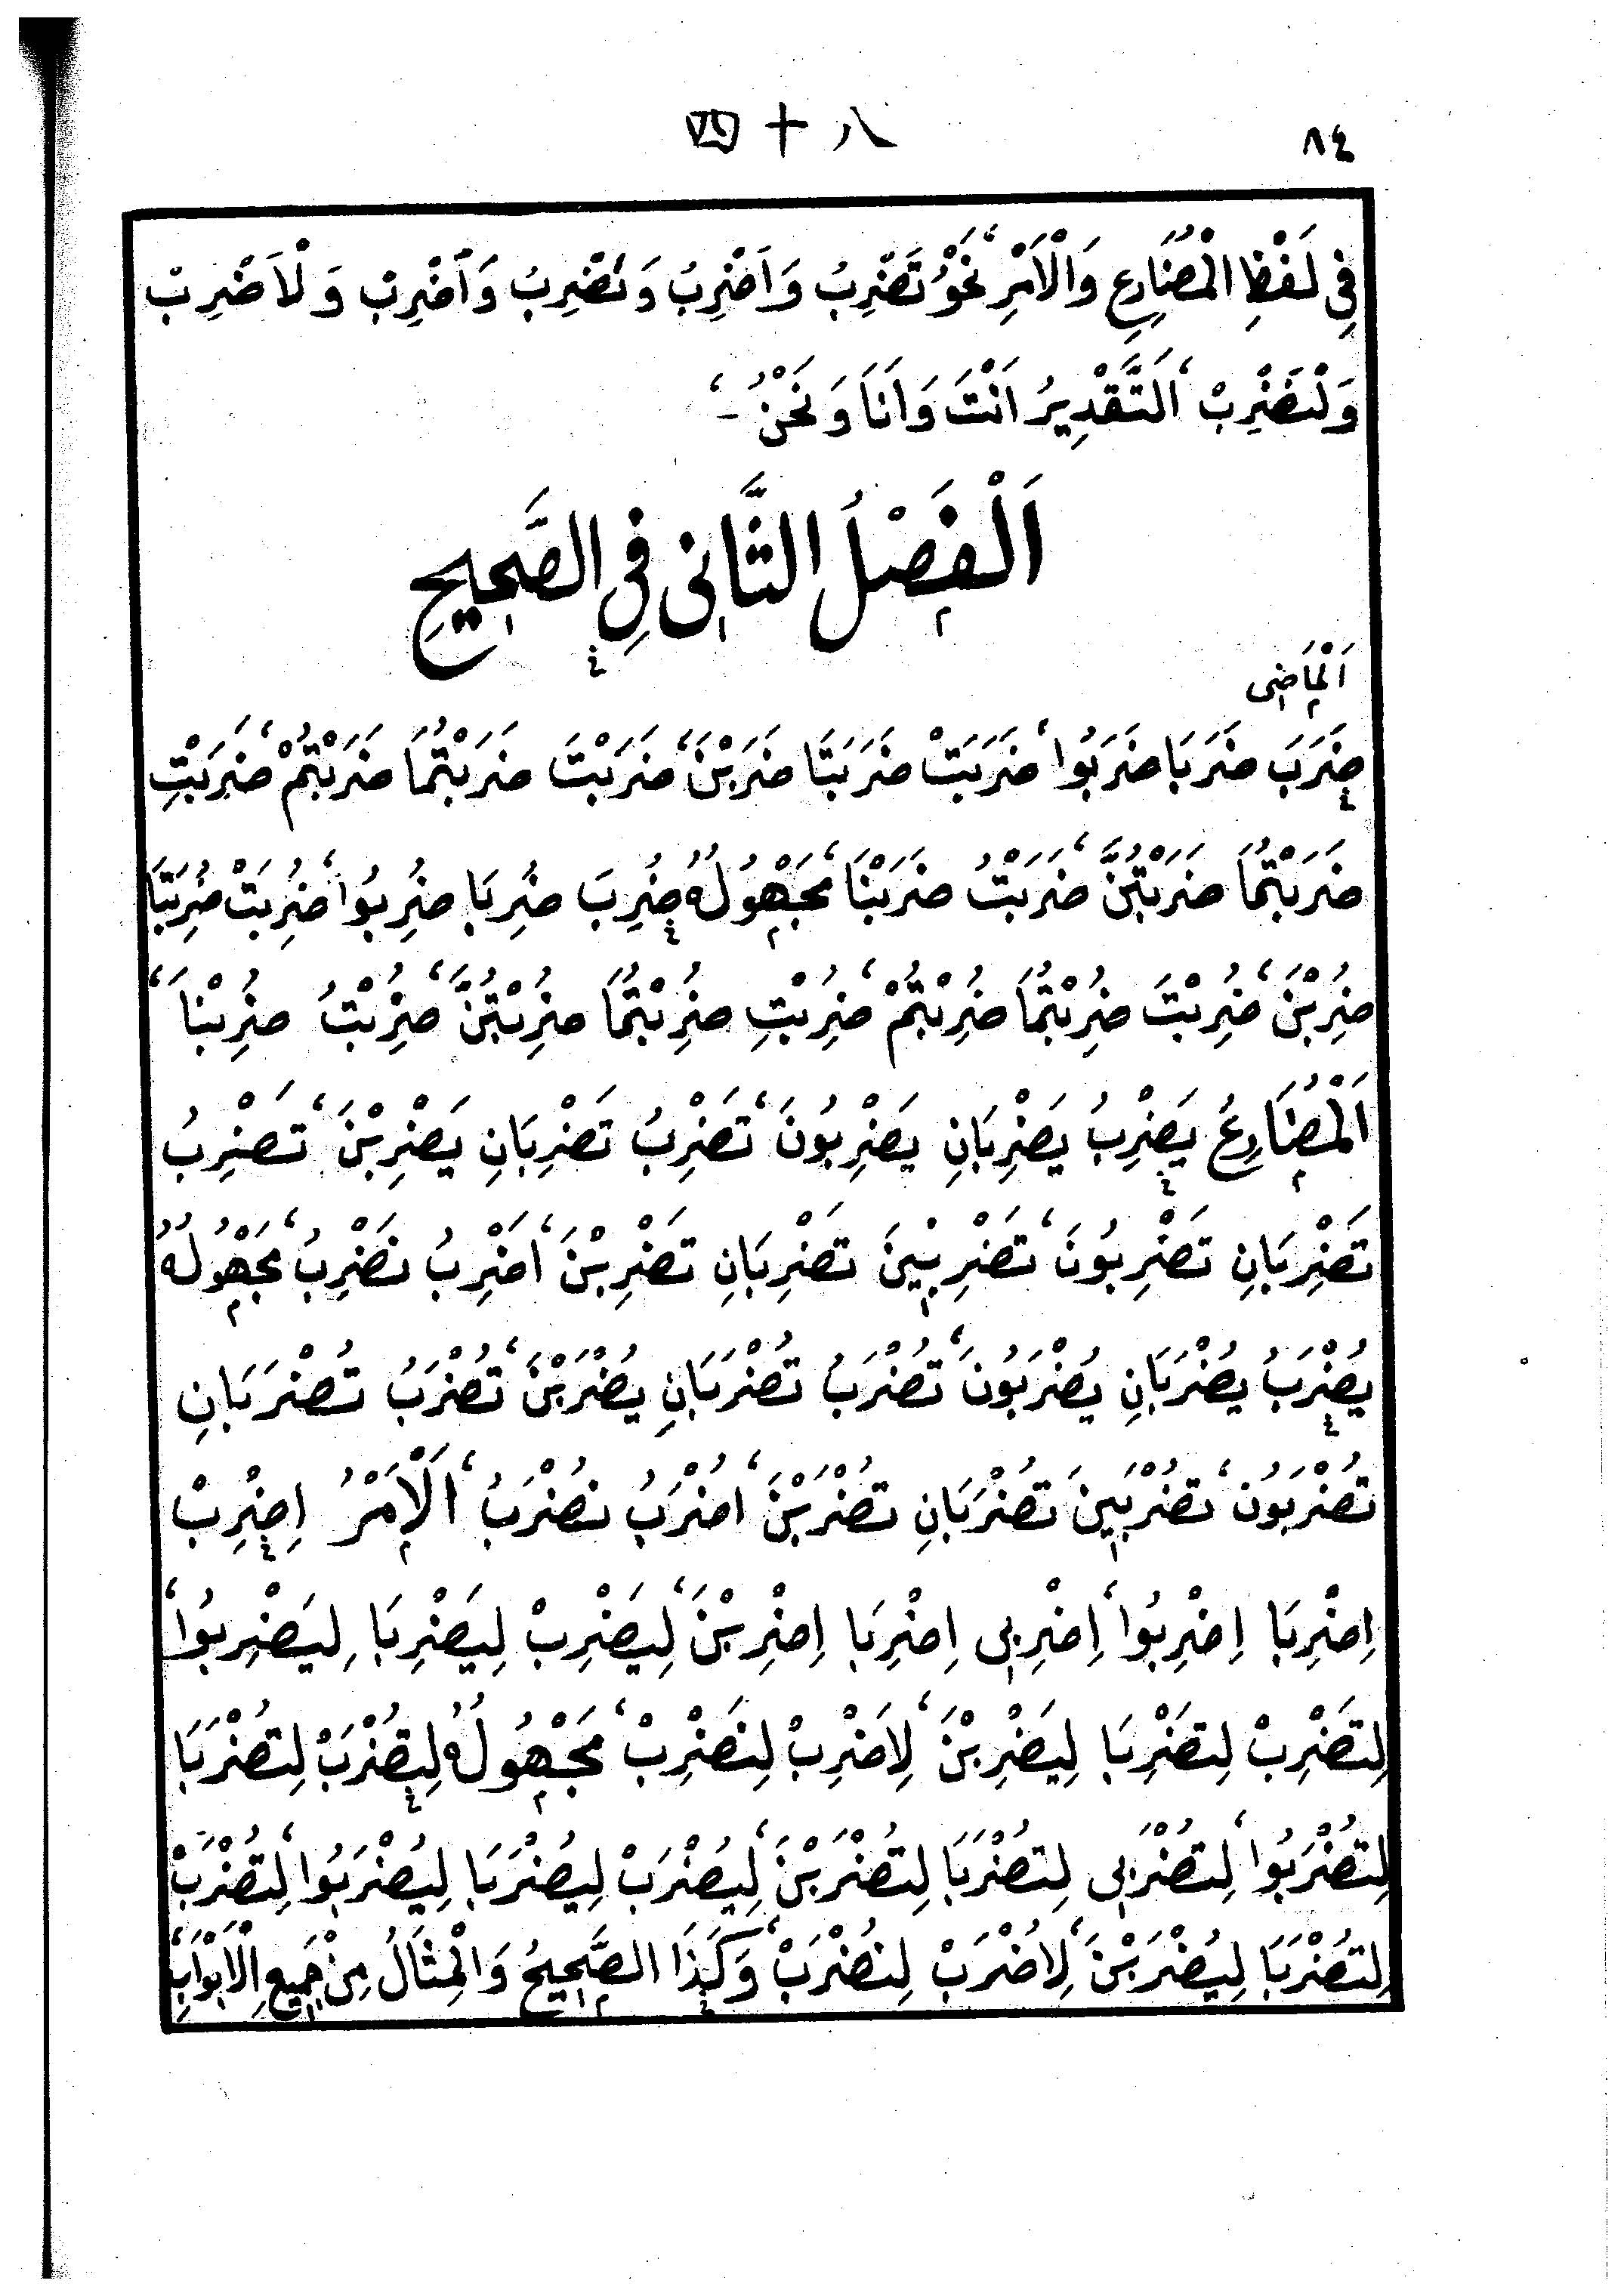 八十四
٨٤
فِى لَفْظِ الْمُضَارِعِ وَالْاَمْرِ، نَحْوُ تَضْرِبُ وَاَضْرِبُ وَنَضْرِبُ وَاَضْرِبْ وَلْاَضْرِبْ
وَلْنَضْرِبْ، اَلتَّقْدِيرُ اَنْتَ وَاَنَا وَنَحْنُ -،
اَلْفَصْلُ الثَّانِى فِى الصَّحِيحِ
اَلْمَاضِى
ضَرَبَ ضَرَبَا ضَرَبُوا، ضَرَبَتْ ضَرَبَتَا ضَرَبْنَ، ضَرَبْتَ ضَرَبْتُمَا ضَرَبْتُمْ، ضَرَبْتِ
ضَرَبْتُمَا ضَرَبْتُنَّ، ضَرَبْتُ ضَرَبْنَا، مَجْهُولُهُ ضُرِبَ ضُرِبَا ضُرِبُوا، ضُرِبَتْ ضُرِبَتَا
ضُرِبْنَ، ضُرِبْتَ ضُرِبْتُمَا ضُرِبْتُمْ، ضُرِبْتِ ضُرِبْتُمَا ضُرِبْتُنَّ، ضُرِبْتُ ضُرِبْنَا،
اَلْمُضَارِعُ يَضْرِبُ يَضْرِبَانِ يَضْرِبُونَ، تَضْرِبُ تَضْرِبَانِ يَضْرِبْنَ، تَضْرِبُ
تَضْرِبَانِ تَضْرِبُونَ، تَضْرِبِينَ تَضْرِبَانِ تَضْرِبْنَ، اَضْرِبُ نَضْرِبُ، مَجْهُولُهُ
يُضْرَبُ يُضْرَبَانِ يُضْرَبُونَ، تُضْرَبُ تُضْرَبَانِ يُضْرَبْنَ، تُضْرَبُ تُضْرَبَانِ
تُضْرَبُونَ، تُضْرَبِينَ تُضْرَبَانِ تُضْرَبْنَ، اُضْرَبُ نُضْرَبُ، اَلْاَمْرُ اِضْرِبْ
اِضْرِبَا اِضْرِبُوا، اِضْرِبِى اِضْرِبَا اِضْرِبْنَ، لِيَضْرِبْ لِيَضْرِبَا لِيَضْرِبُوا،
لِتَضْرِبْ لِتَضْرِبَا لِيَضْرِبْنَ، لِاَضْرِبْ لِنَضْرِبْ، مَجْهُولُهُ لِتُضْرَبْ لِتُضْرَبَا
لِتُضْرَبُوا، لِتُضْرَبِى لِتُضْرَبَا لِتُضْرَبْنَ، لِيُضْرَبْ لِيُضْرَبَا لِيُضْرَبُوا، لِتُضْرَبْ
لِتُضْرَبَا لِيُضْرَبْنَ، لِاُضْرَبْ لِنُضْرَبْ، وَكَذَا الصَّحِيحُ وَالْمِثَالُ مِنْ جَمِيعِ الْاَبْوَابِ،